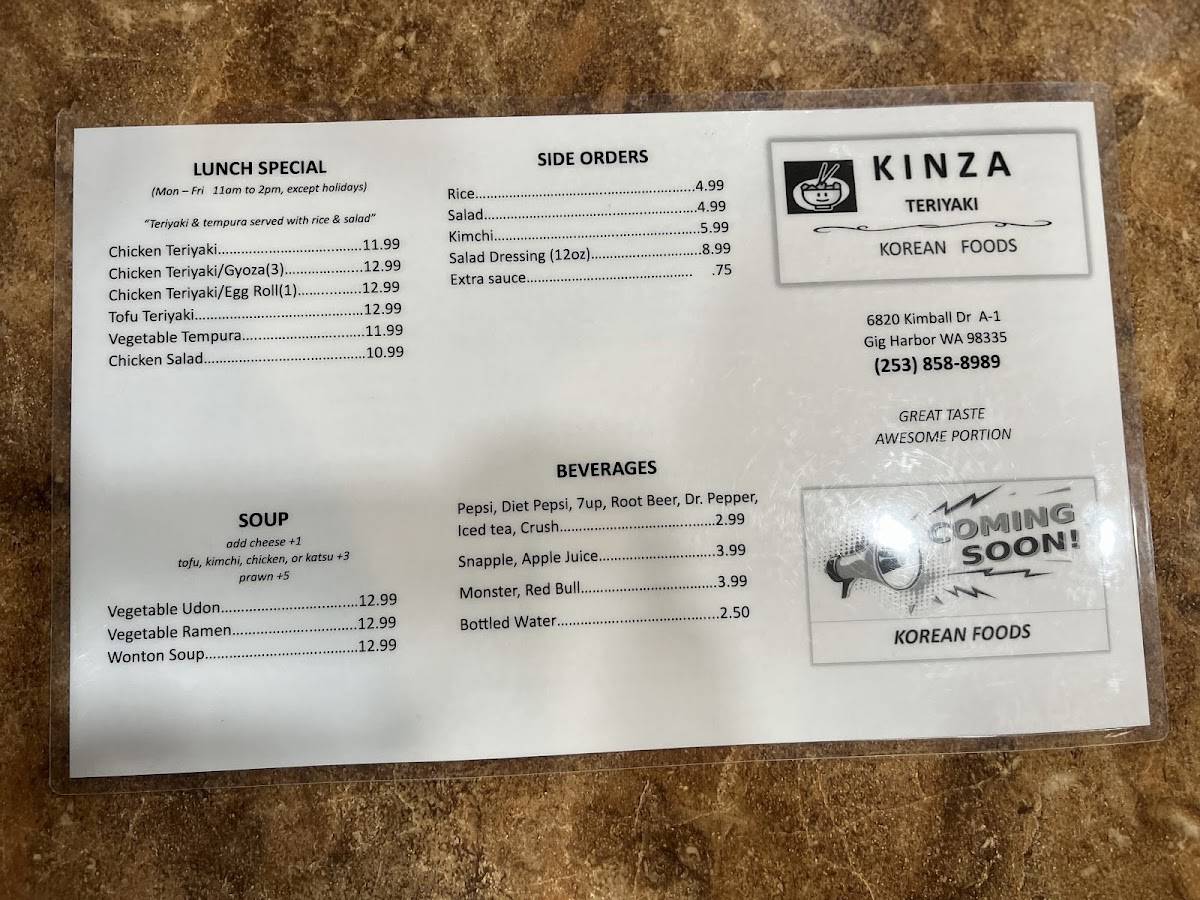 LUNCH SPECIAL
(Mon – Fri 11am to 2pm, except holidays)
"Teriyaki & tempura served with rice & salad"
Chicken Teriyaki................................11.99
Chicken Teriyaki/Gyoza(3)...................12.99
Chicken Teriyaki/Egg Roll(1)...............12.99
Tofu Teriyaki.......................................12.99
Vegetable Tempura.............................11.99
Chicken Salad......................................10.99
SOUP
add cheese +1
tofu, kimchi, chicken, or katsu +3
prawn +5
Vegetable Udon.................................12.99
Vegetable Ramen..............................12.99
Wonton Soup....................................12.99
SIDE ORDERS
Rice.....................................................4.99
Salad...................................................4.99
Kimchi.................................................5.99
Salad Dressing (12oz)..........................8.99
Extra sauce....................................... .75
BEVERAGES
Pepsi, Diet Pepsi, 7up, Root Beer, Dr. Pepper,
Iced tea, Crush.....................................2.99
Snapple, Apple Juice............................3.99
Monster, Red Bull.................................3.99
Bottled Water.......................................2.50
KINZA
TERIYAKI
KOREAN FOODS
6820 Kimball Dr A-1
Gig Harbor WA 98335
(253) 858-8989
GREAT TASTE
AWESOME PORTION
COMING
SOON!
KOREAN FOODS